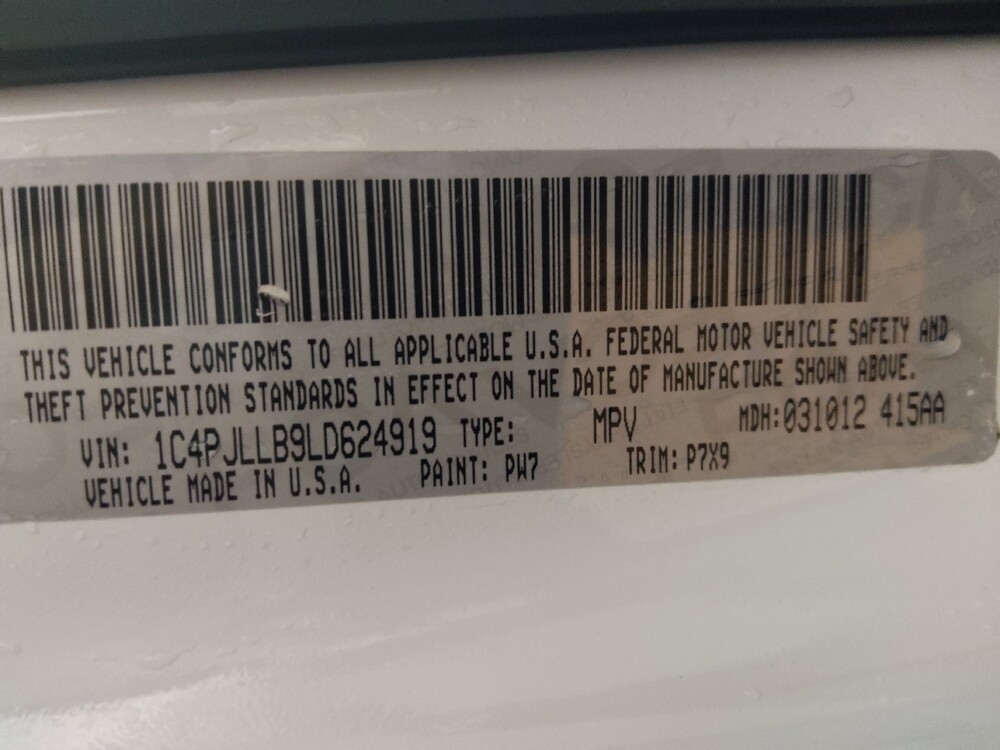 THIS VEHICLE CONFORMS TO ALL APPLICABLE U.S.A. FEDERAL MOTOR VEHICLE SAFETY AND
THEFT PREVENTION STANDARDS IN EFFECT ON THE DATE OF MANUFACTURE SHOWN ABOVE.
VIN: 1C4PJLLB9LD624919 TYPE: MPV MDH:031012 415AA
VEHICLE MADE IN U.S.A. PAINT: PW7 TRIM: P7X9